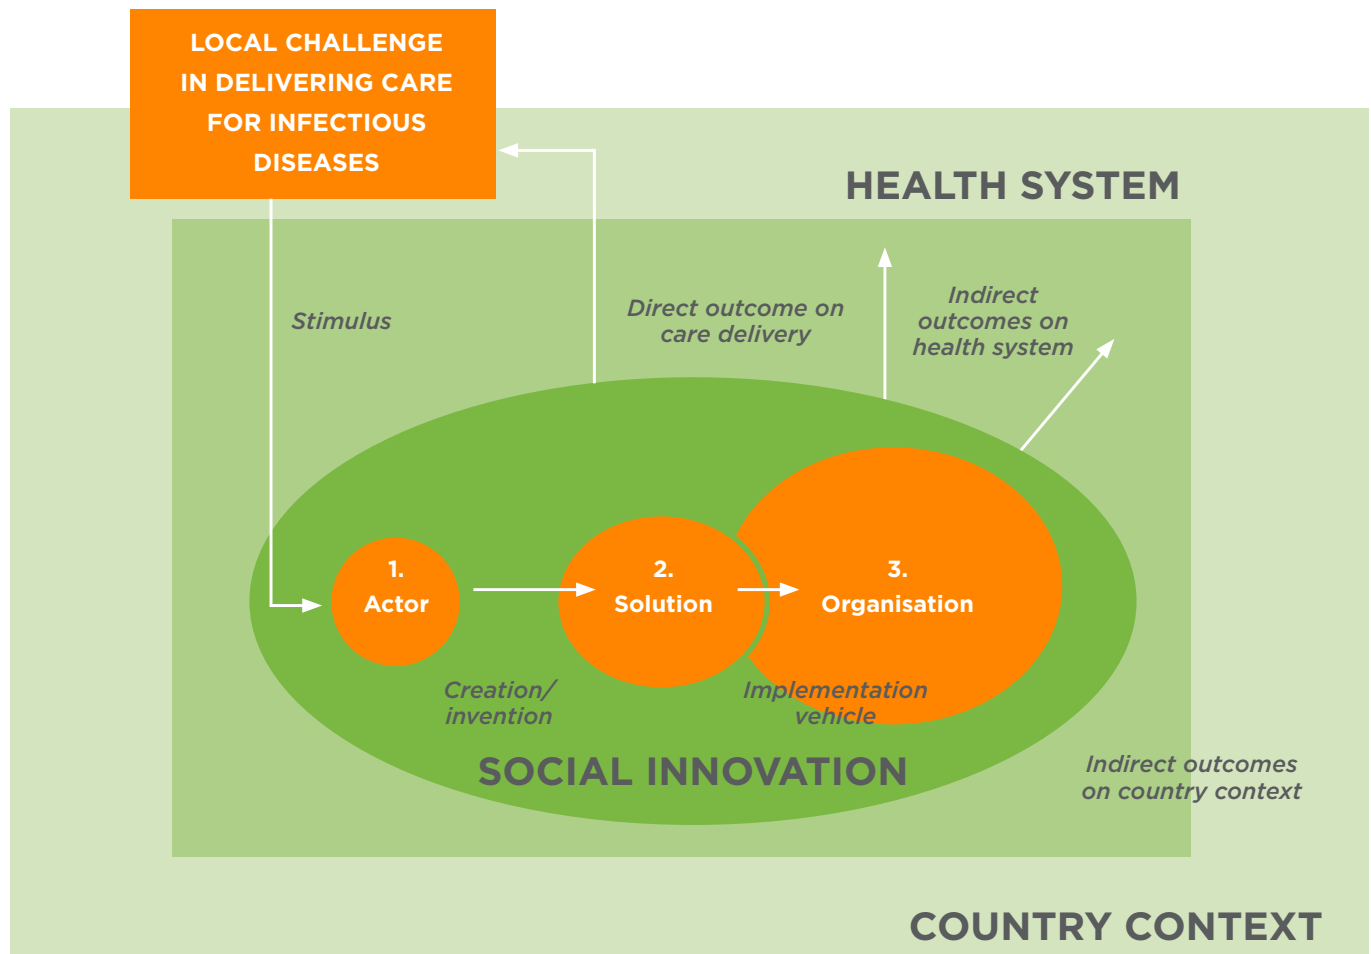 LOCAL CHALLENGE
IN DELIVERING CARE
FOR INFECTIOUS
DISEASES
HEALTH SYSTEM
Stimulus
Direct outcome on
care delivery
Indirect
outcomes on
health system
1.
Actor
2.
Solution
3.
Organisation
Creation/
invention
Implementation
vehicle
SOCIAL INNOVATION
Indirect outcomes
on country context
COUNTRY CONTEXT